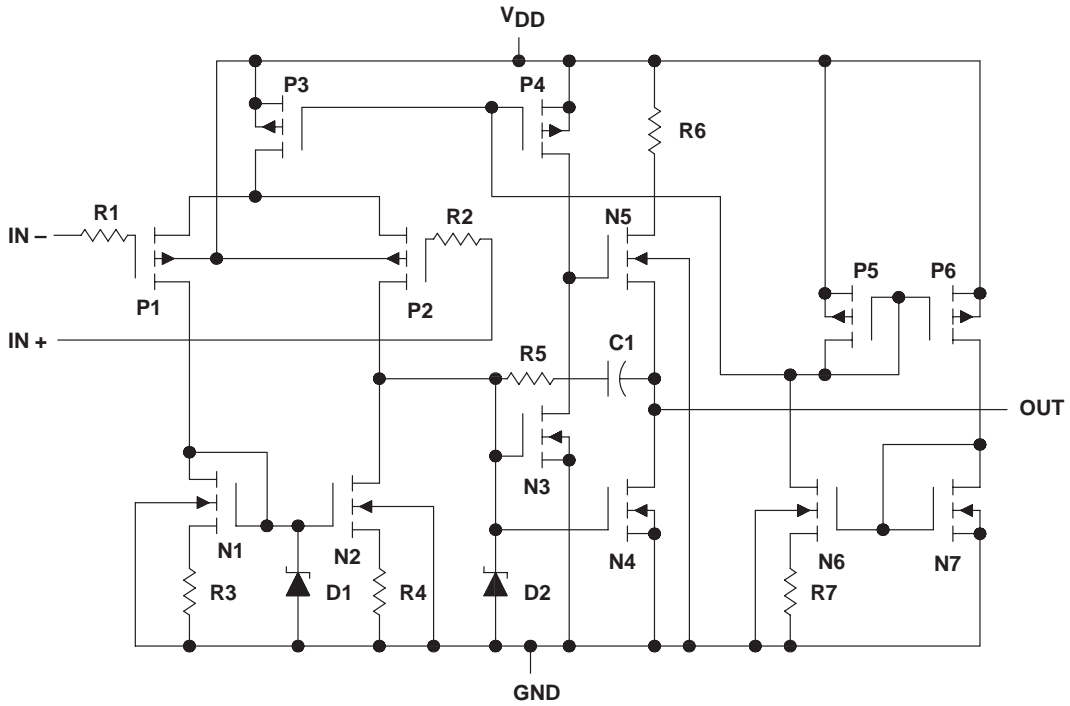 VDD
P3
P4
R6
R1
R2
N5
IN –
P5
P6
P1
P2
IN +
R5
C1
OUT
N3
N1
N2
N4
N6
N7
R3
D1
R4
D2
R7
GND